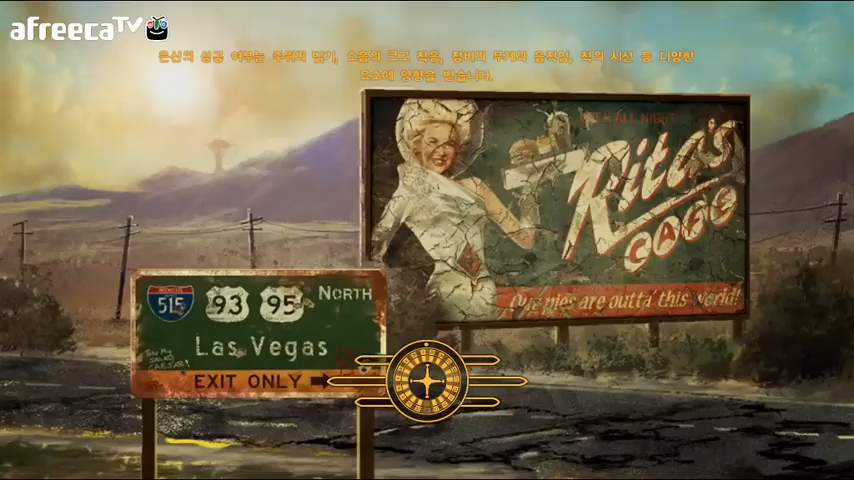 afreecaTV
은신의 성공 여부는 주위의 밝기, 소음의 크고 작음, 장비의 무게와 움직임, 적의 시선 등 다양한
요소에 영향을 받습니다.
OPEN ALL NIGHT
Rita's
CAFE
Our pies are outta' this world!
INTERSTATE
515 93 95 NORTH
Las Vegas
EXIT ONLY